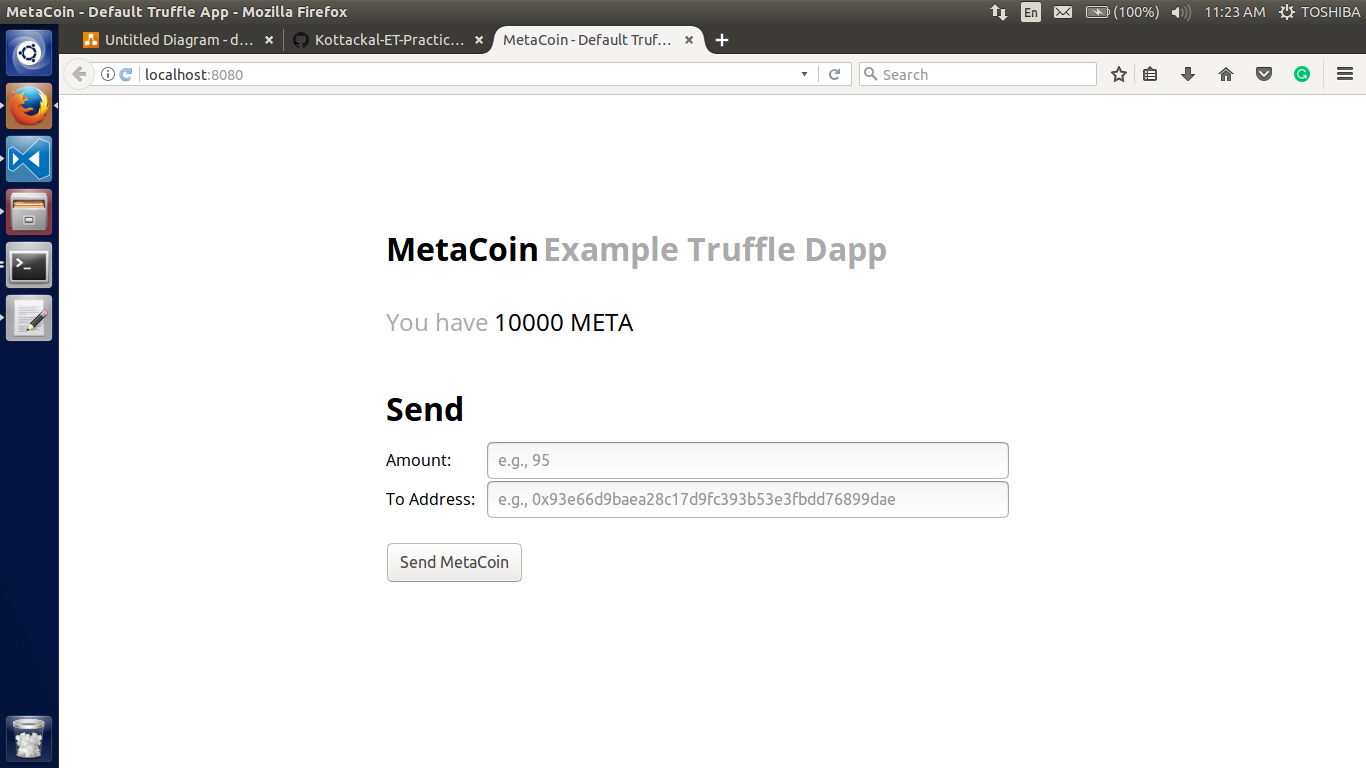 MetaCoin - Default Truffle App - Mozilla Firefox
En
(100%)
11:23 AM
TOSHIBA
Untitled Diagram - d...
Kottackal-ET-Practic...
MetaCoin - Default Truf...
localhost:8080
Search
MetaCoin Example Truffle Dapp
You have 10000 META
Send
Amount: e.g., 95
To Address: e.g., 0x93e66d9baea28c17d9fc393b53e3fbdd76899dae
Send MetaCoin